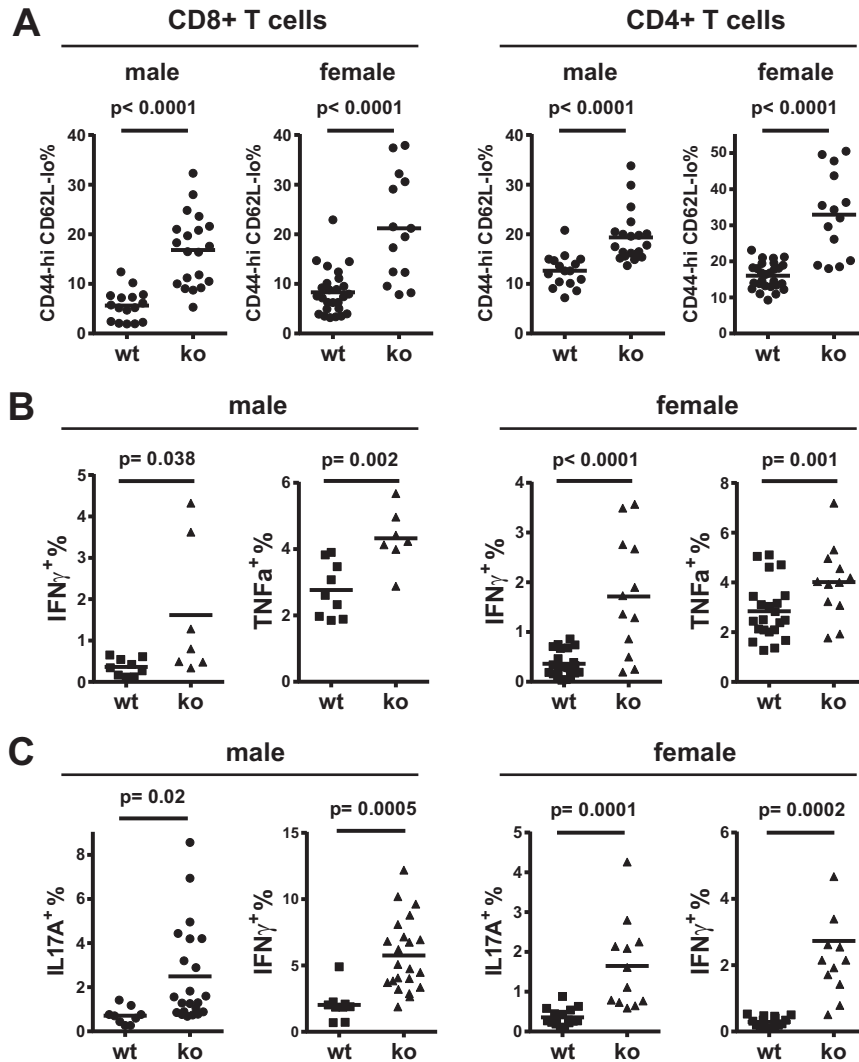 A
CD8+ T cells
CD4+ T cells
male
female
male
female
p< 0.0001
p< 0.0001
p< 0.0001
p< 0.0001
CD44-hi CD62L-lo%
40
30
20
10
0
wt
ko
CD44-hi CD62L-lo%
40
30
20
10
0
wt
ko
CD44-hi CD62L-lo%
40
30
20
10
0
wt
ko
CD44-hi CD62L-lo%
50
40
30
20
10
0
wt
ko
B
male
female
p= 0.038
p= 0.002
p< 0.0001
p= 0.001
IFNγ+%
5
4
3
2
1
0
wt
ko
TNFa+%
6
4
2
0
wt
ko
IFNγ+%
4
3
2
1
0
wt
ko
TNFa+%
8
6
4
2
0
wt
ko
C
male
female
p= 0.02
p= 0.0005
p= 0.0001
p= 0.0002
IL17A+%
8
6
4
2
0
wt
ko
IFNγ+%
15
10
5
0
wt
ko
IL17A+%
5
4
3
2
1
0
wt
ko
IFNγ+%
6
4
2
0
wt
ko